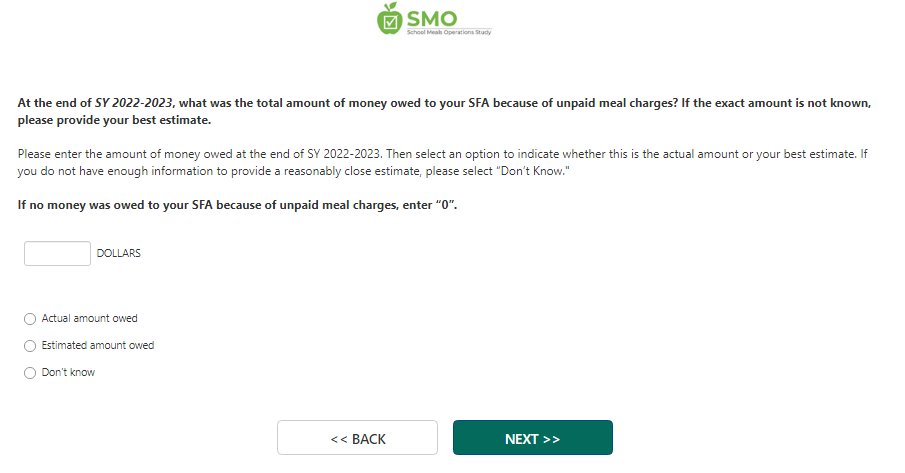 SMO
School Meals Operations Study
At the end of SY 2022-2023, what was the total amount of money owed to your SFA because of unpaid meal charges? If the exact amount is not known,
please provide your best estimate.
Please enter the amount of money owed at the end of SY 2022-2023. Then select an option to indicate whether this is the actual amount or your best estimate. If
you do not have enough information to provide a reasonably close estimate, please select "Don't Know."
If no money was owed to your SFA because of unpaid meal charges, enter “0”.
DOLLARS
Actual amount owed
Estimated amount owed
Don't know
<< BACK
NEXT >>